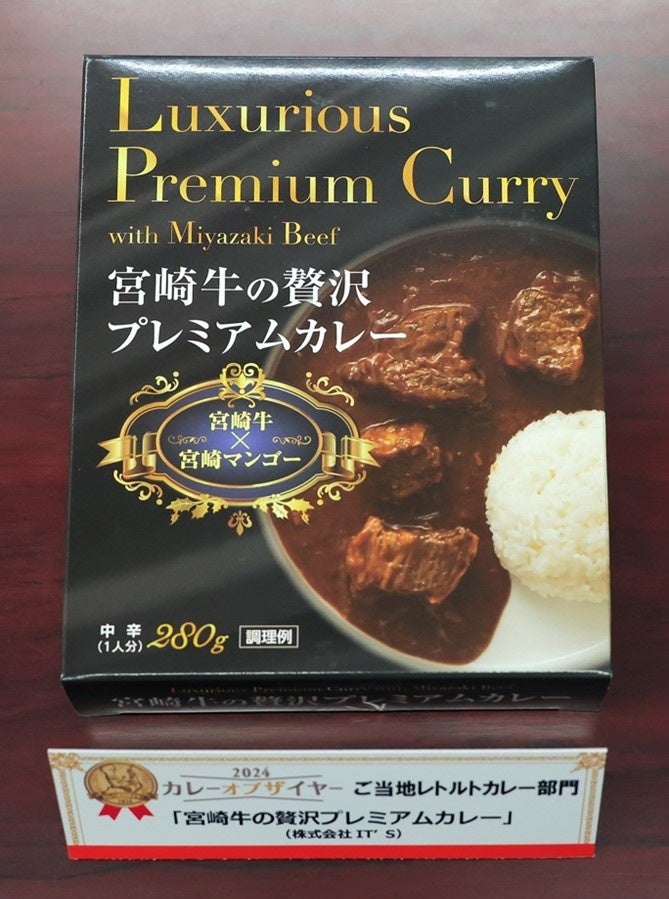 Luxurious
Premium Curry
with Miyazaki Beef
宮崎牛の贅沢
プレミアムカレー
宮崎牛
×
宮崎マンゴー
中辛
(1人分) 280g 調理例
Luxurious Premium Curry with Miyazaki Beef
宮崎牛の贅沢プレミアムカレー
2024
カレーオブザイヤー ご当地レトルトカレー部門
「宮崎牛の贅沢プレミアムカレー」
(株式会社IT'S)